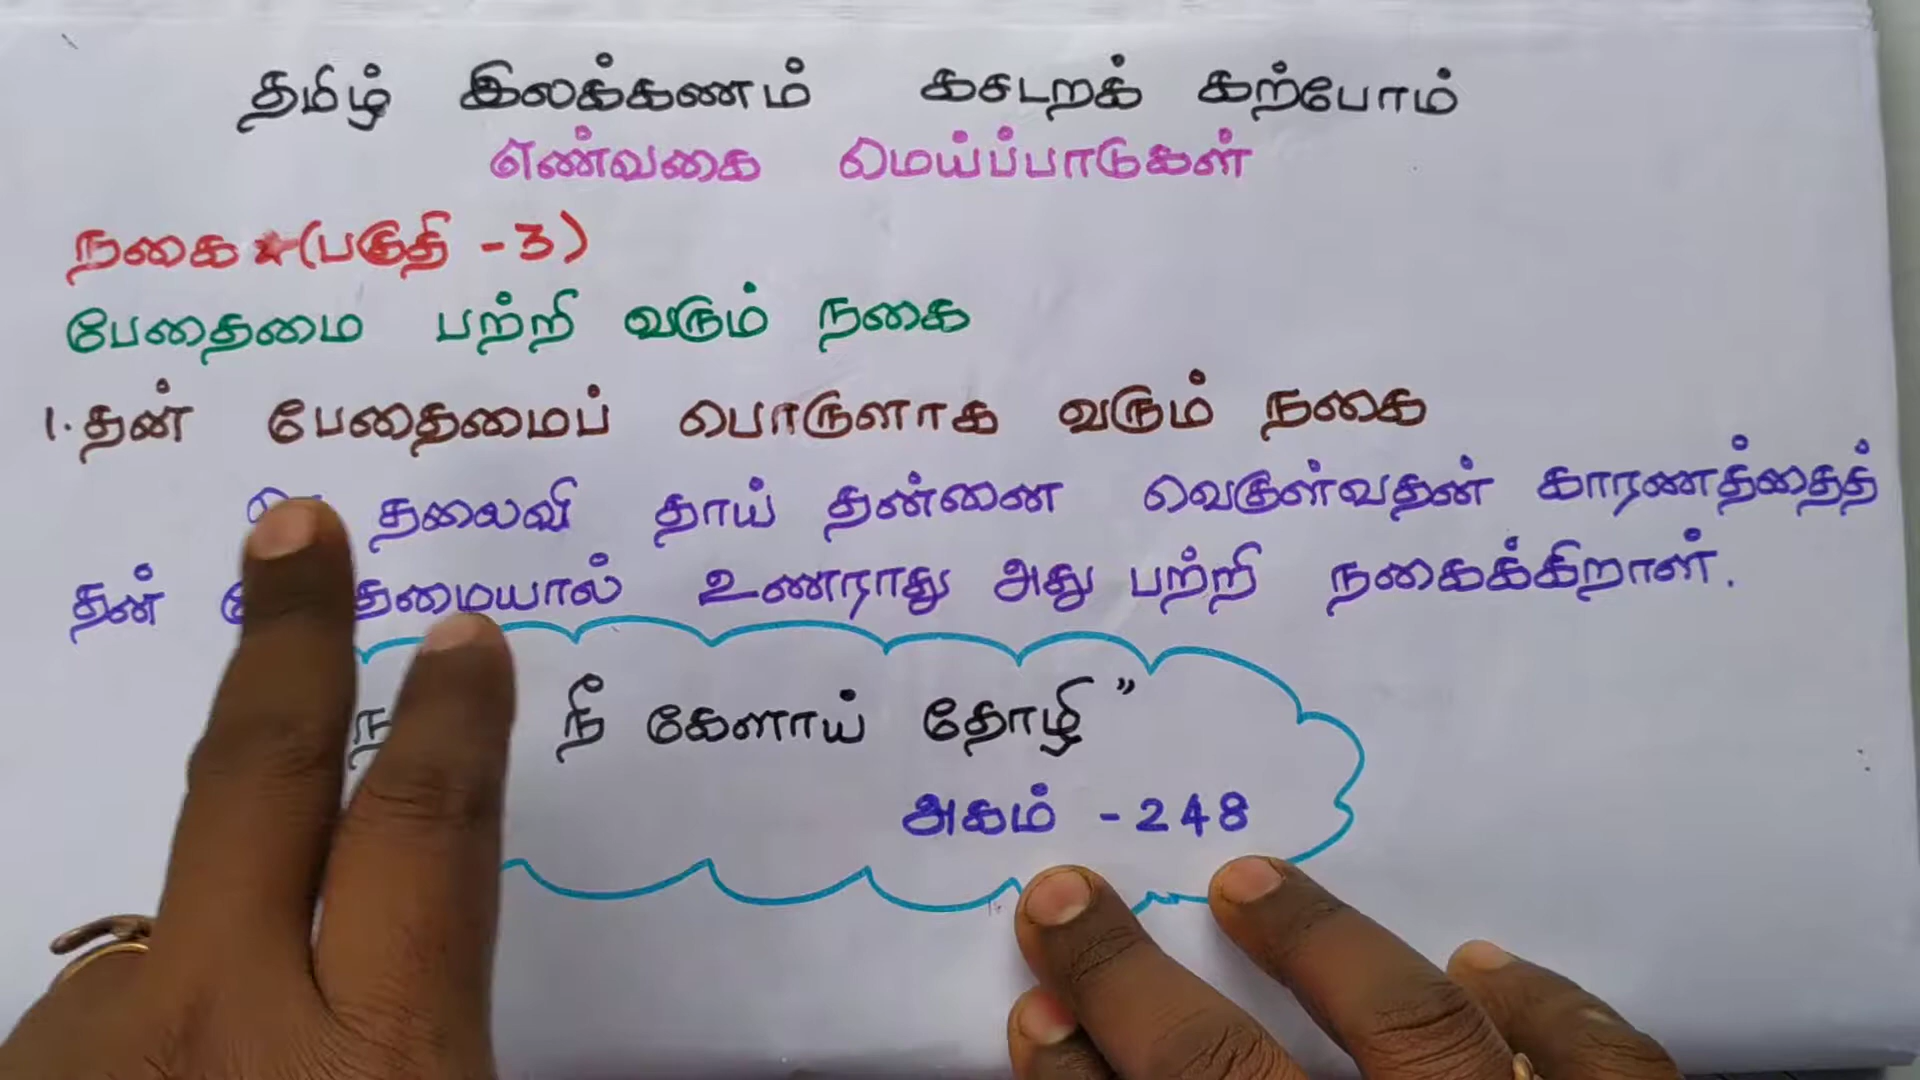 தமிழ் இலக்கணம் கசடறக் கற்போம்
எண்வகை மெய்ப்பாடுகள்
நகை (பகுதி -3)
பேதைமை பற்றி வரும் நகை
1. தன் பேதைமைப் பொருளாக வரும் நகை
தலைவி தாய் தன்னை வெகுள்வதன் காரணத்தைத்
தன் உணராது அது பற்றி நகைக்கிறாள்.
நீ கேளாய் தோழி"
அகம் -248